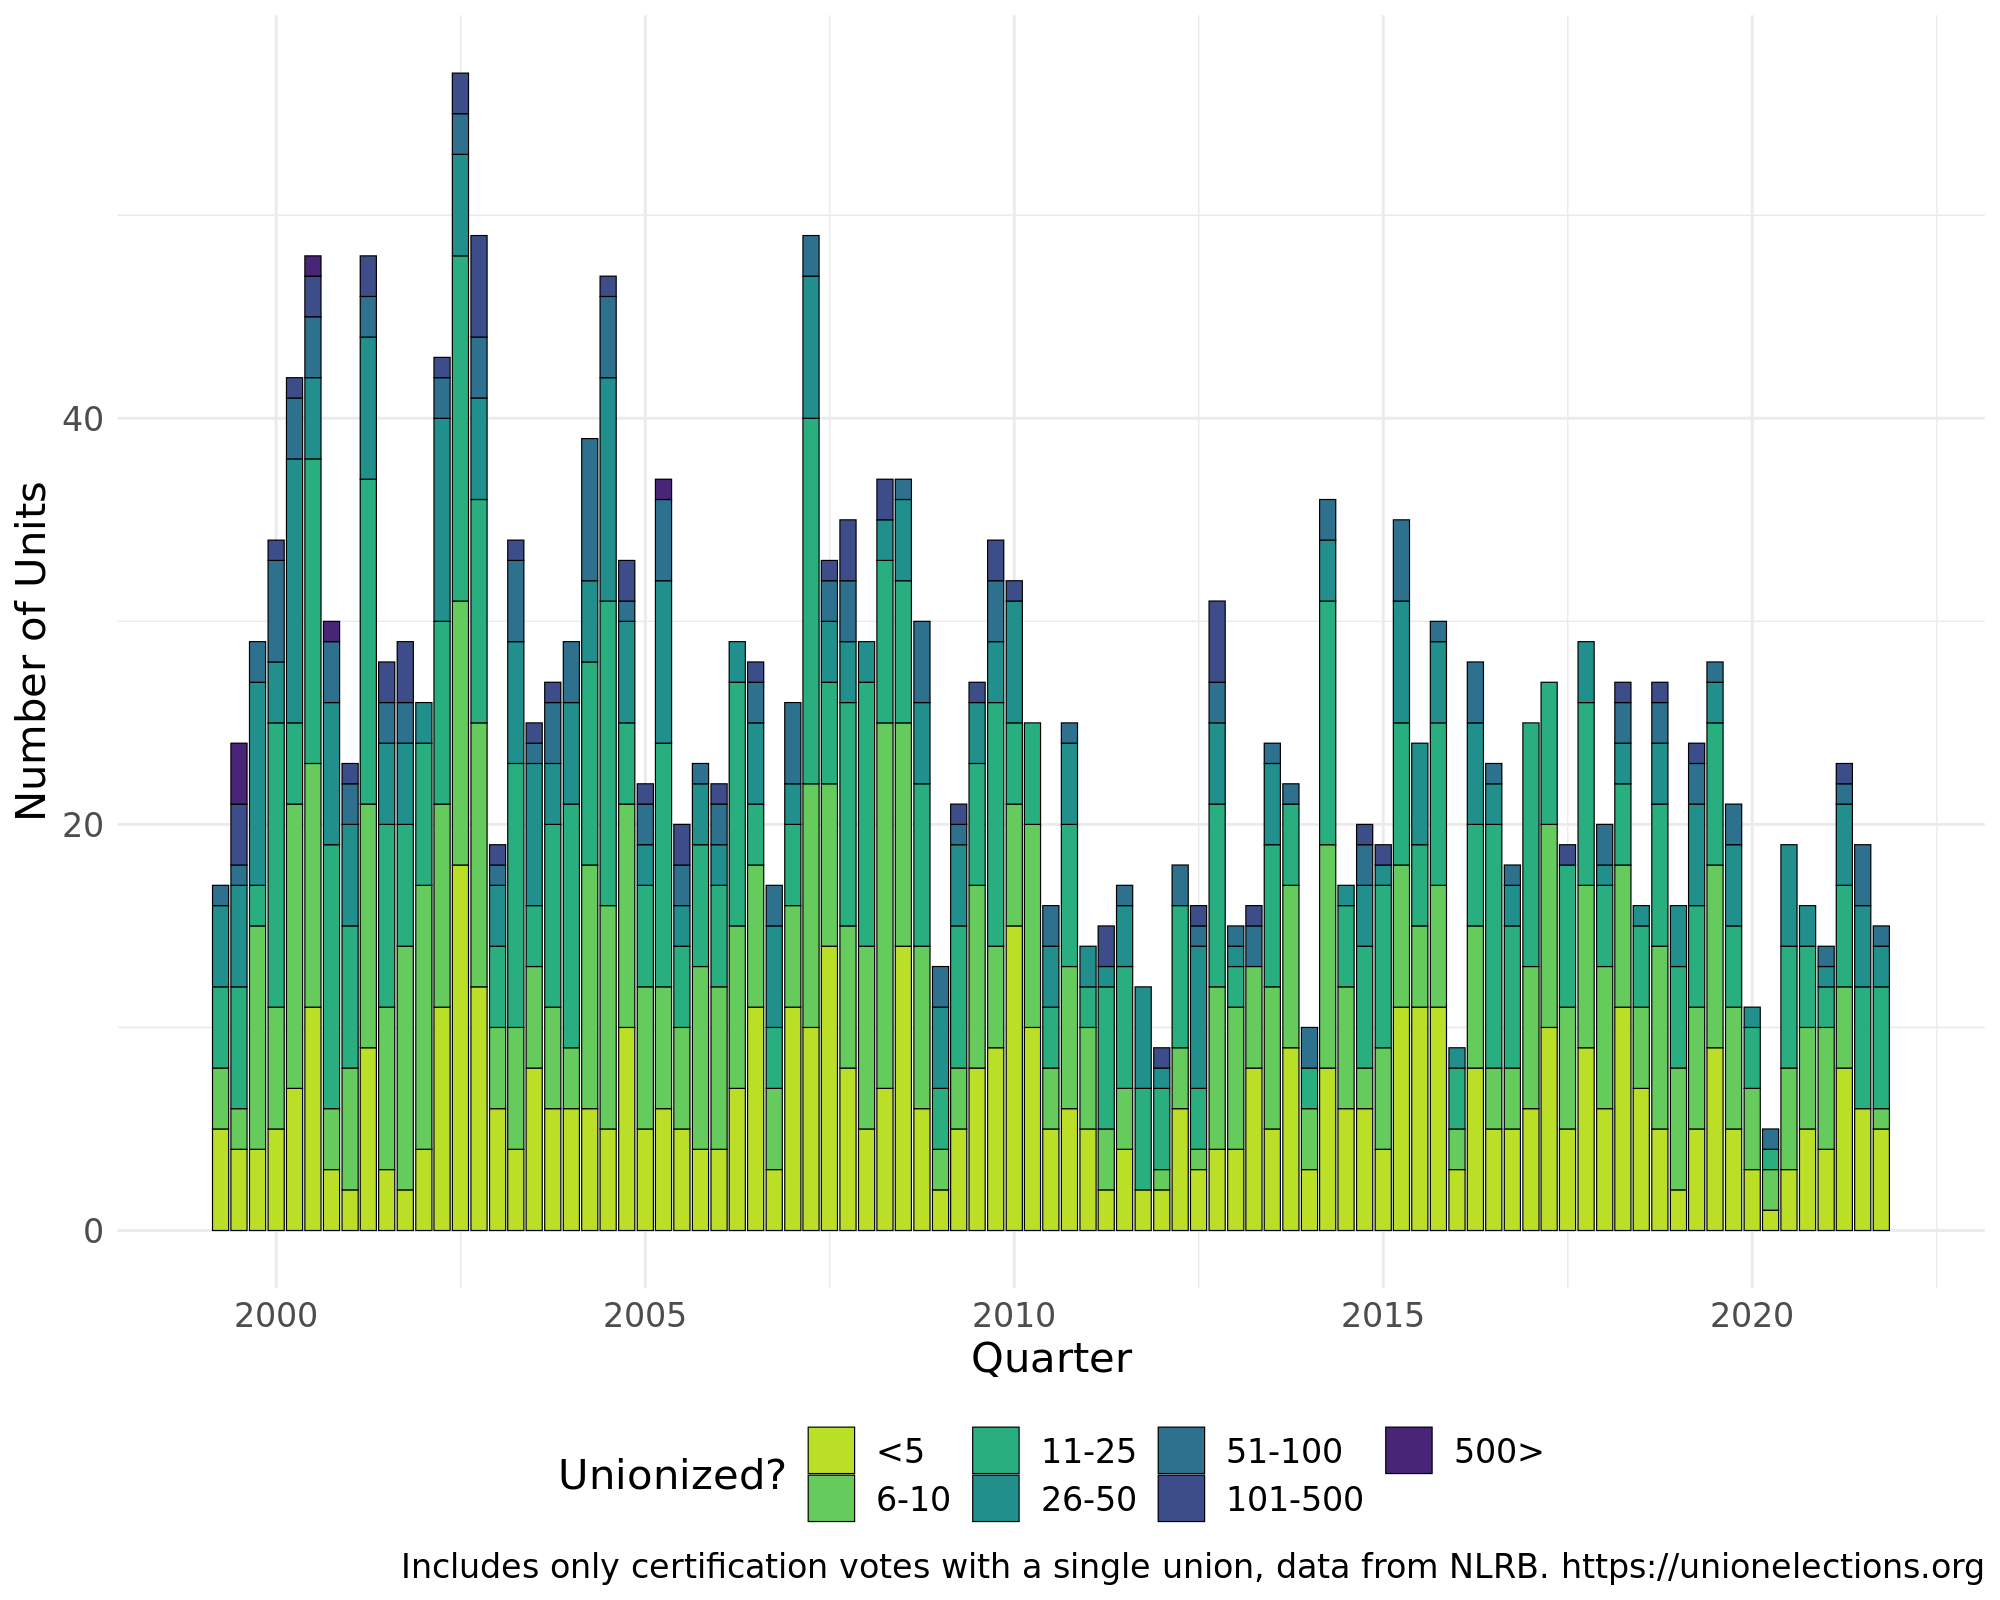 Number of Units
40
20
0
2000 2005 2010 2015 2020
Quarter
Unionized?
<5 11-25 51-100 500>
6-10 26-50 101-500
Includes only certification votes with a single union, data from NLRB. https://unionelections.org